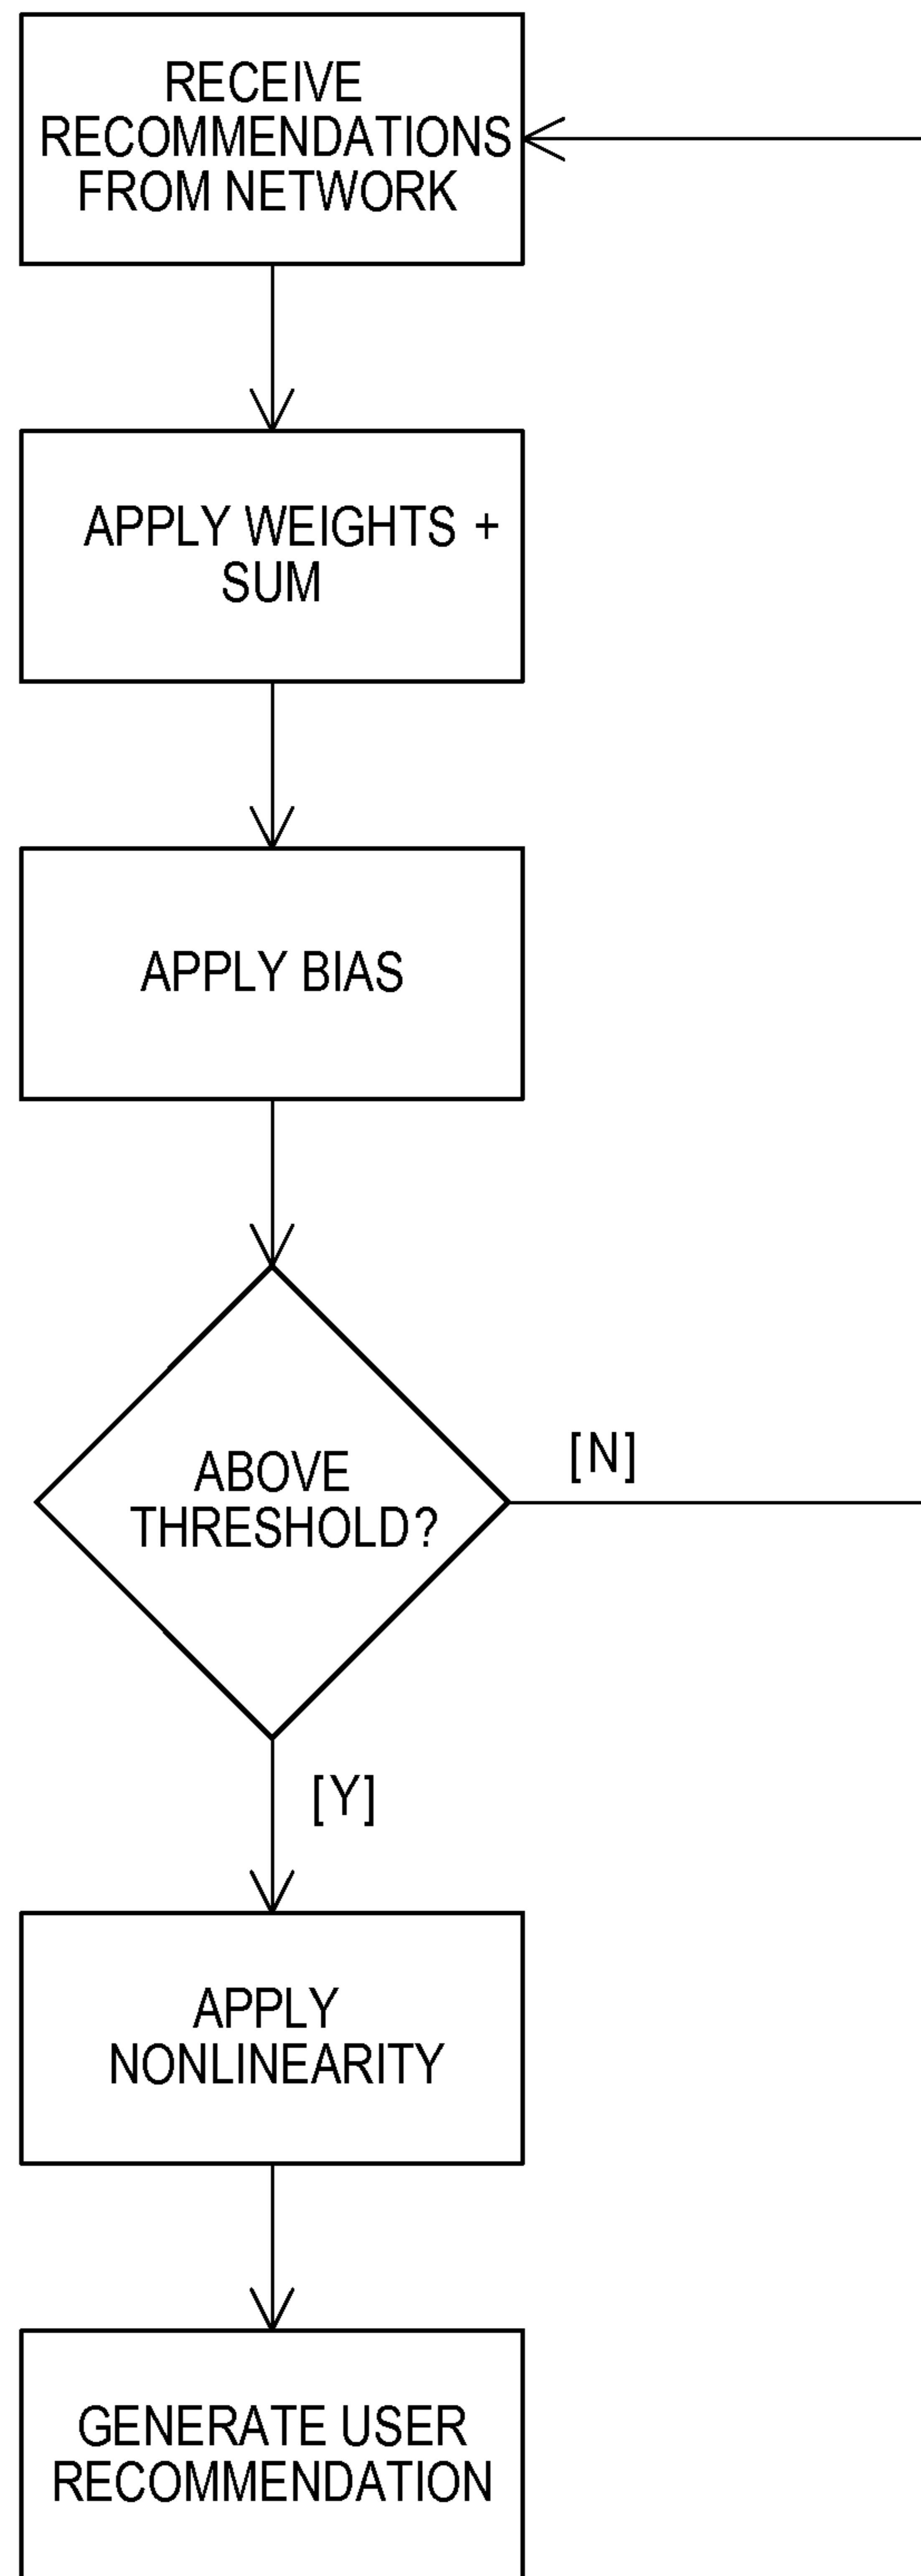 RECEIVE
RECOMMENDATIONS
FROM NETWORK
APPLY WEIGHTS +
SUM
APPLY BIAS
ABOVE
THRESHOLD?
[N]
[Y]
APPLY
NONLINEARITY
GENERATE USER
RECOMMENDATION